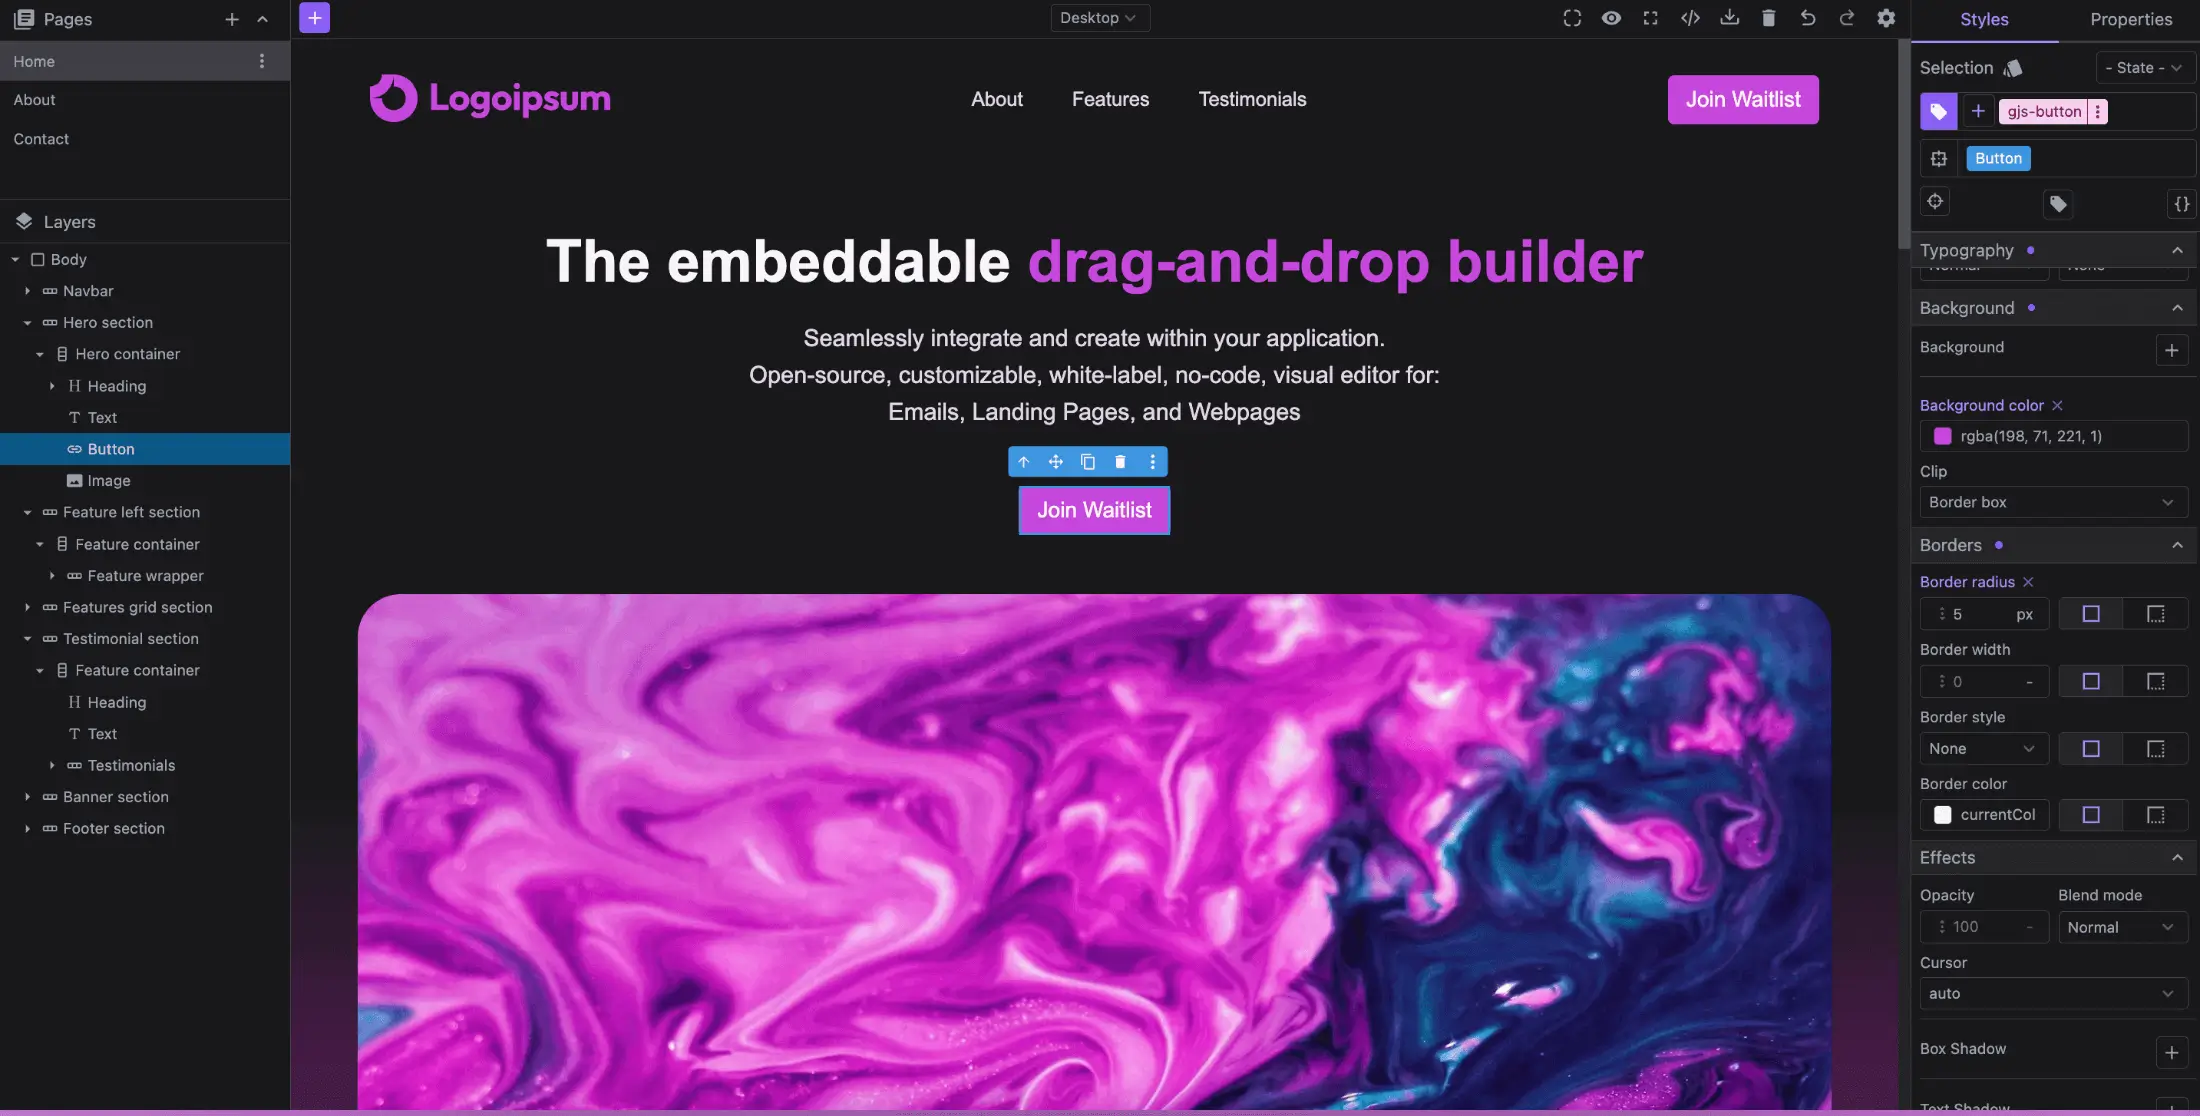 Pages
Home
About
Contact
Layers
Body
Navbar
Hero section
Hero container
Heading
Text
Button
Image
Feature left section
Feature container
Feature wrapper
Features grid section
Testimonial section
Feature container
Heading
Text
Testimonials
Banner section
Footer section
Desktop
Logoipsum
About Features Testimonials
Join Waitlist
The embeddable drag-and-drop builder
Seamlessly integrate and create within your application.
Open-source, customizable, white-label, no-code, visual editor for:
Emails, Landing Pages, and Webpages
Join Waitlist
Styles Properties
Selection - State -
gjs-button
Button
{}
Typography
Normal None
Background
Background
Background color
rgba(198, 71, 221, 1)
Clip
Border box
Borders
Border radius
5 px
Border width
0 -
Border style
None
Border color
currentCol
Effects
Opacity Blend mode
100 - Normal
Cursor
auto
Box Shadow
Text Shadow